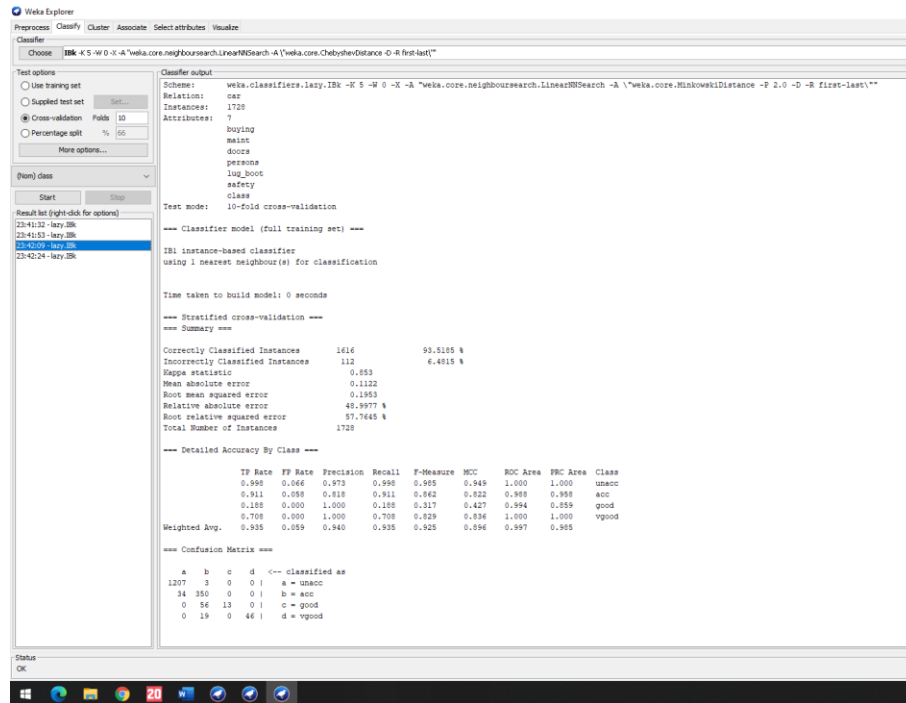 Weka Explorer
Preprocess Classify Cluster Associate Select attributes Visualize
Classifier
Choose IBk -K 5 -W 0 -X -A "weka.core.neighboursearch.LinearNNSearch -A \"weka.core.ChebyshevDistance -D -R first-last\""
Test options
Use training set
Supplied test set Set...
Cross-validation Folds 10
Percentage split % 66
More options...
(Nom) class
Start Stop
Result list (right-click for options)
23:41:32 - lazy.IBk
23:41:53 - lazy.IBk
23:42:09 - lazy.IBk
23:42:24 - lazy.IBk
Classifier output
Scheme: weka.classifiers.lazy.IBk -K 5 -W 0 -X -A "weka.core.neighboursearch.LinearNNSearch -A \"weka.core.MinkowskiDistance -P 2.0 -D -R first-last\""
Relation: car
Instances: 1728
Attributes: 7
buying
maint
doors
persons
lug_boot
safety
class
Test mode: 10-fold cross-validation
=== Classifier model (full training set) ===
IB1 instance-based classifier
using 1 nearest neighbour(s) for classification
Time taken to build model: 0 seconds
=== Stratified cross-validation ===
=== Summary ===
Correctly Classified Instances 1616 93.5185 %
Incorrectly Classified Instances 112 6.4815 %
Kappa statistic 0.853
Mean absolute error 0.1122
Root mean squared error 0.1953
Relative absolute error 48.9977 %
Root relative squared error 57.7645 %
Total Number of Instances 1728
=== Detailed Accuracy By Class ===
TP Rate FP Rate Precision Recall F-Measure MCC ROC Area PRC Area Class
0.998 0.066 0.973 0.998 0.985 0.949 1.000 1.000 unacc
0.911 0.058 0.818 0.911 0.862 0.822 0.988 0.958 acc
0.188 0.000 1.000 0.188 0.317 0.427 0.994 0.859 good
0.708 0.000 1.000 0.708 0.829 0.836 1.000 1.000 vgood
Weighted Avg. 0.935 0.059 0.940 0.935 0.925 0.896 0.997 0.985
=== Confusion Matrix ===
a b c d <-- classified as
1207 3 0 0 | a = unacc
34 350 0 0 | b = acc
0 56 13 0 | c = good
0 19 0 46 | d = vgood
Status
OK
20